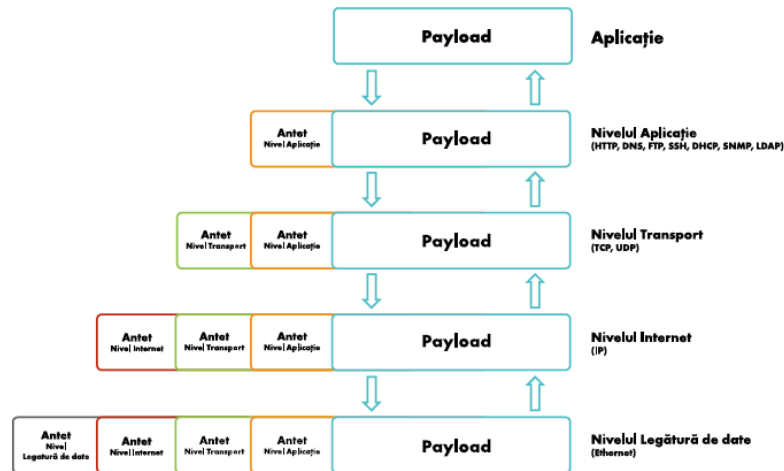 Payload
Aplicație
Antet
Nivel Aplicație
Payload
Nivelul Aplicație
(HTTP, DNS, FTP, SSH, DHCP, SNMP, LDAP)
Antet
Nivel Transport
Antet
Nivel Aplicație
Payload
Nivelul Transport
(TCP, UDP)
Antet
Nivel Internet
Antet
Nivel Transport
Antet
Nivel Aplicație
Payload
Nivelul Internet
(IP)
Antet
Nivel
Legatură de date
Antet
Nivel Internet
Antet
Nivel Transport
Antet
Nivel Aplicație
Payload
Nivelul Legătură de date
(Ethernet)